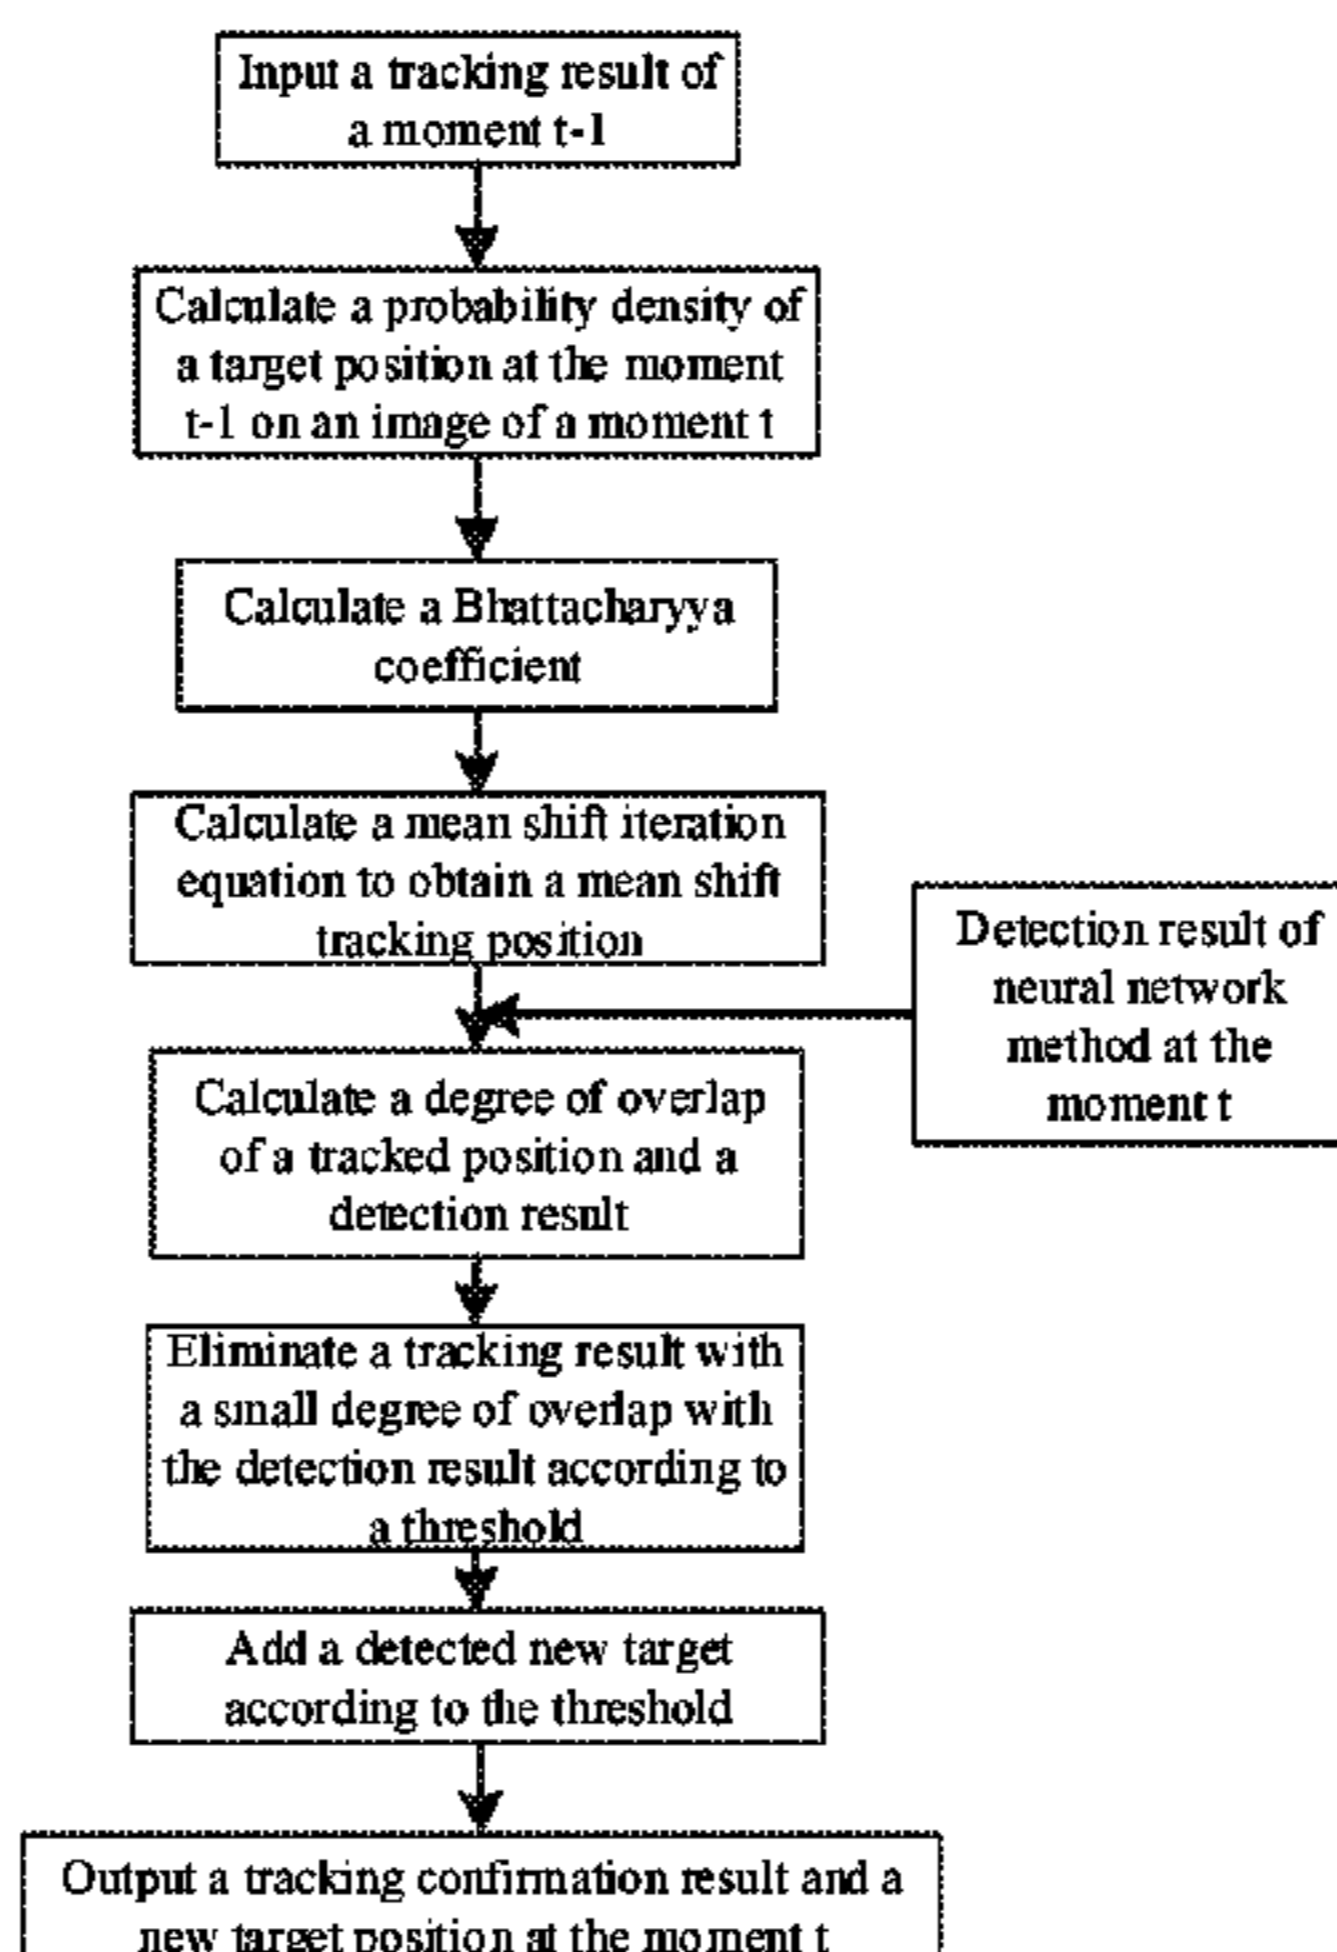 Input a tracking result of
a moment t-1
Calculate a probability density of
a target position at the moment
t-1 on an image of a moment t
Calculate a Bhattacharyya
coefficient
Calculate a mean shift iteration
equation to obtain a mean shift
tracking position
Detection result of
neural network
method at the
moment t
Calculate a degree of overlap
of a tracked position and a
detection result
Eliminate a tracking result with
a small degree of overlap with
the detection result according to
a threshold
Add a detected new target
according to the threshold
Output a tracking confirmation result and a
new target position at the moment t